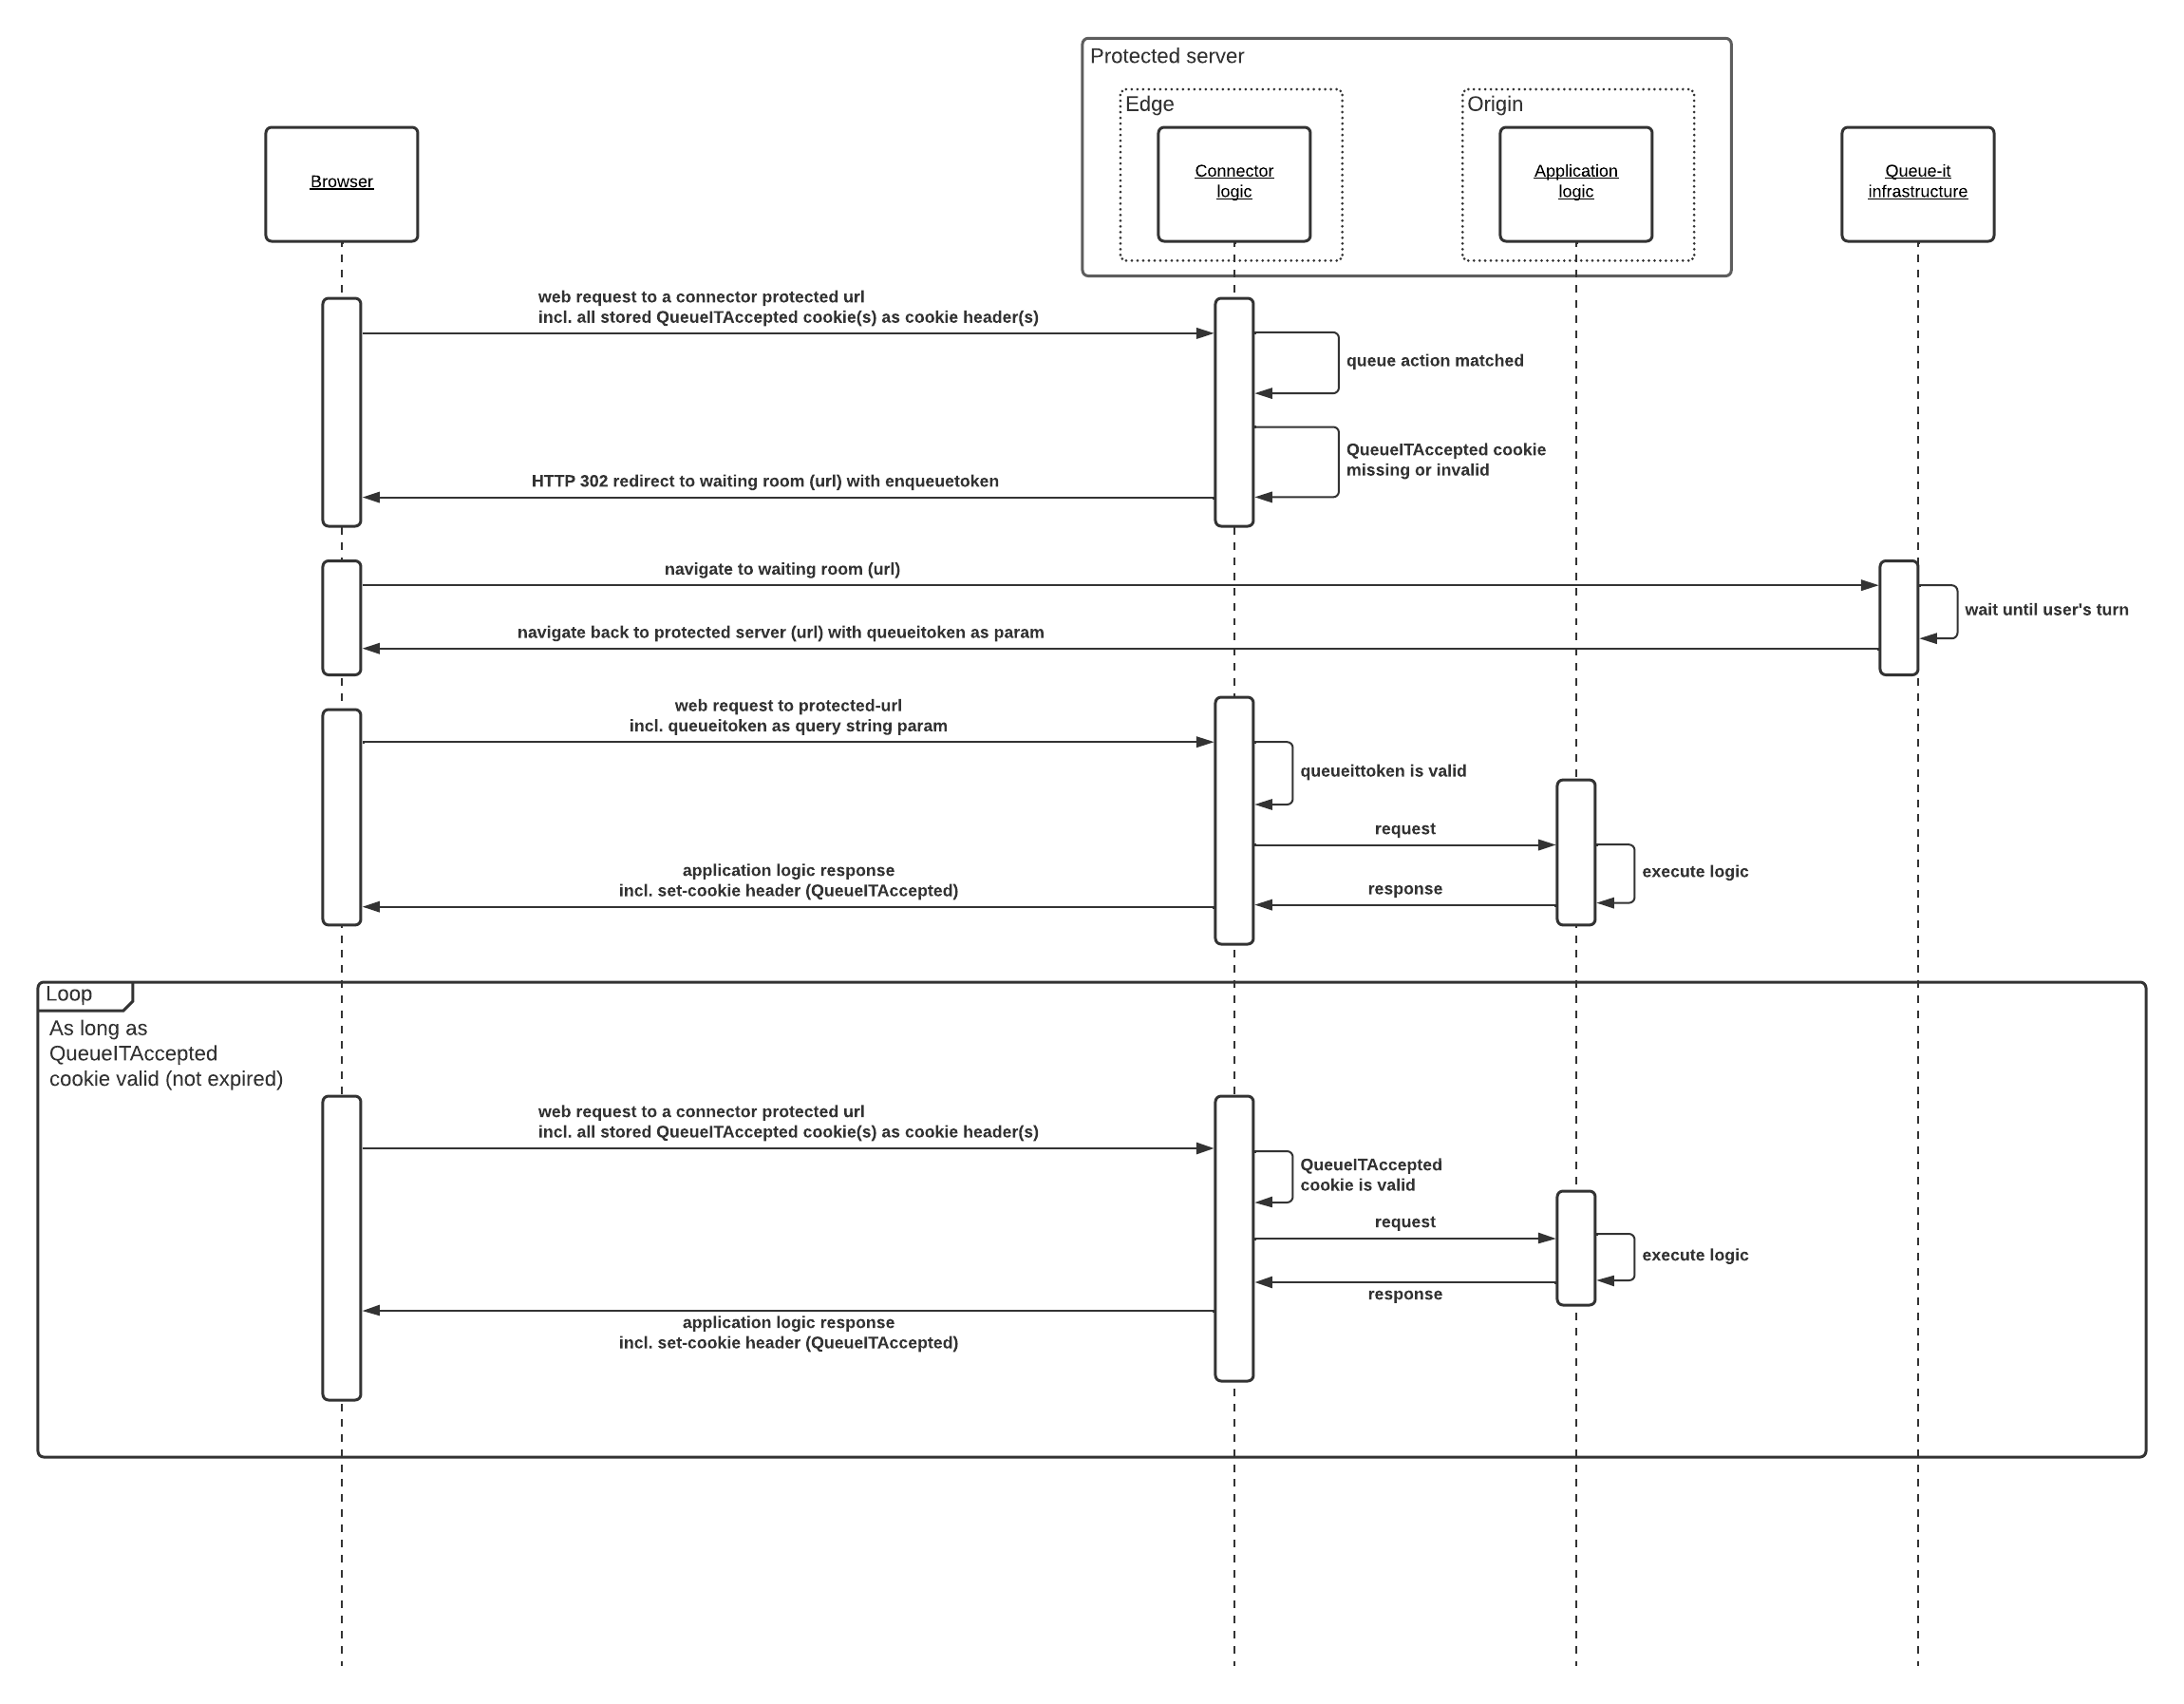 Protected server
Edge
Origin
Browser
Connector
logic
Application
logic
Queue-it
infrastructure
web request to a connector protected url
incl. all stored QueueITAccepted cookie(s) as cookie header(s)
queue action matched
QueueITAccepted cookie
missing or invalid
HTTP 302 redirect to waiting room (url) with enqueuetoken
navigate to waiting room (url)
wait until user's turn
navigate back to protected server (url) with queueitoken as param
web request to protected-url
incl. queueitoken as query string param
queueittoken is valid
request
execute logic
application logic response
incl. set-cookie header (QueueITAccepted)
response
Loop
As long as
QueueITAccepted
cookie valid (not expired)
web request to a connector protected url
incl. all stored QueueITAccepted cookie(s) as cookie header(s)
QueueITAccepted
cookie is valid
request
execute logic
response
application logic response
incl. set-cookie header (QueueITAccepted)